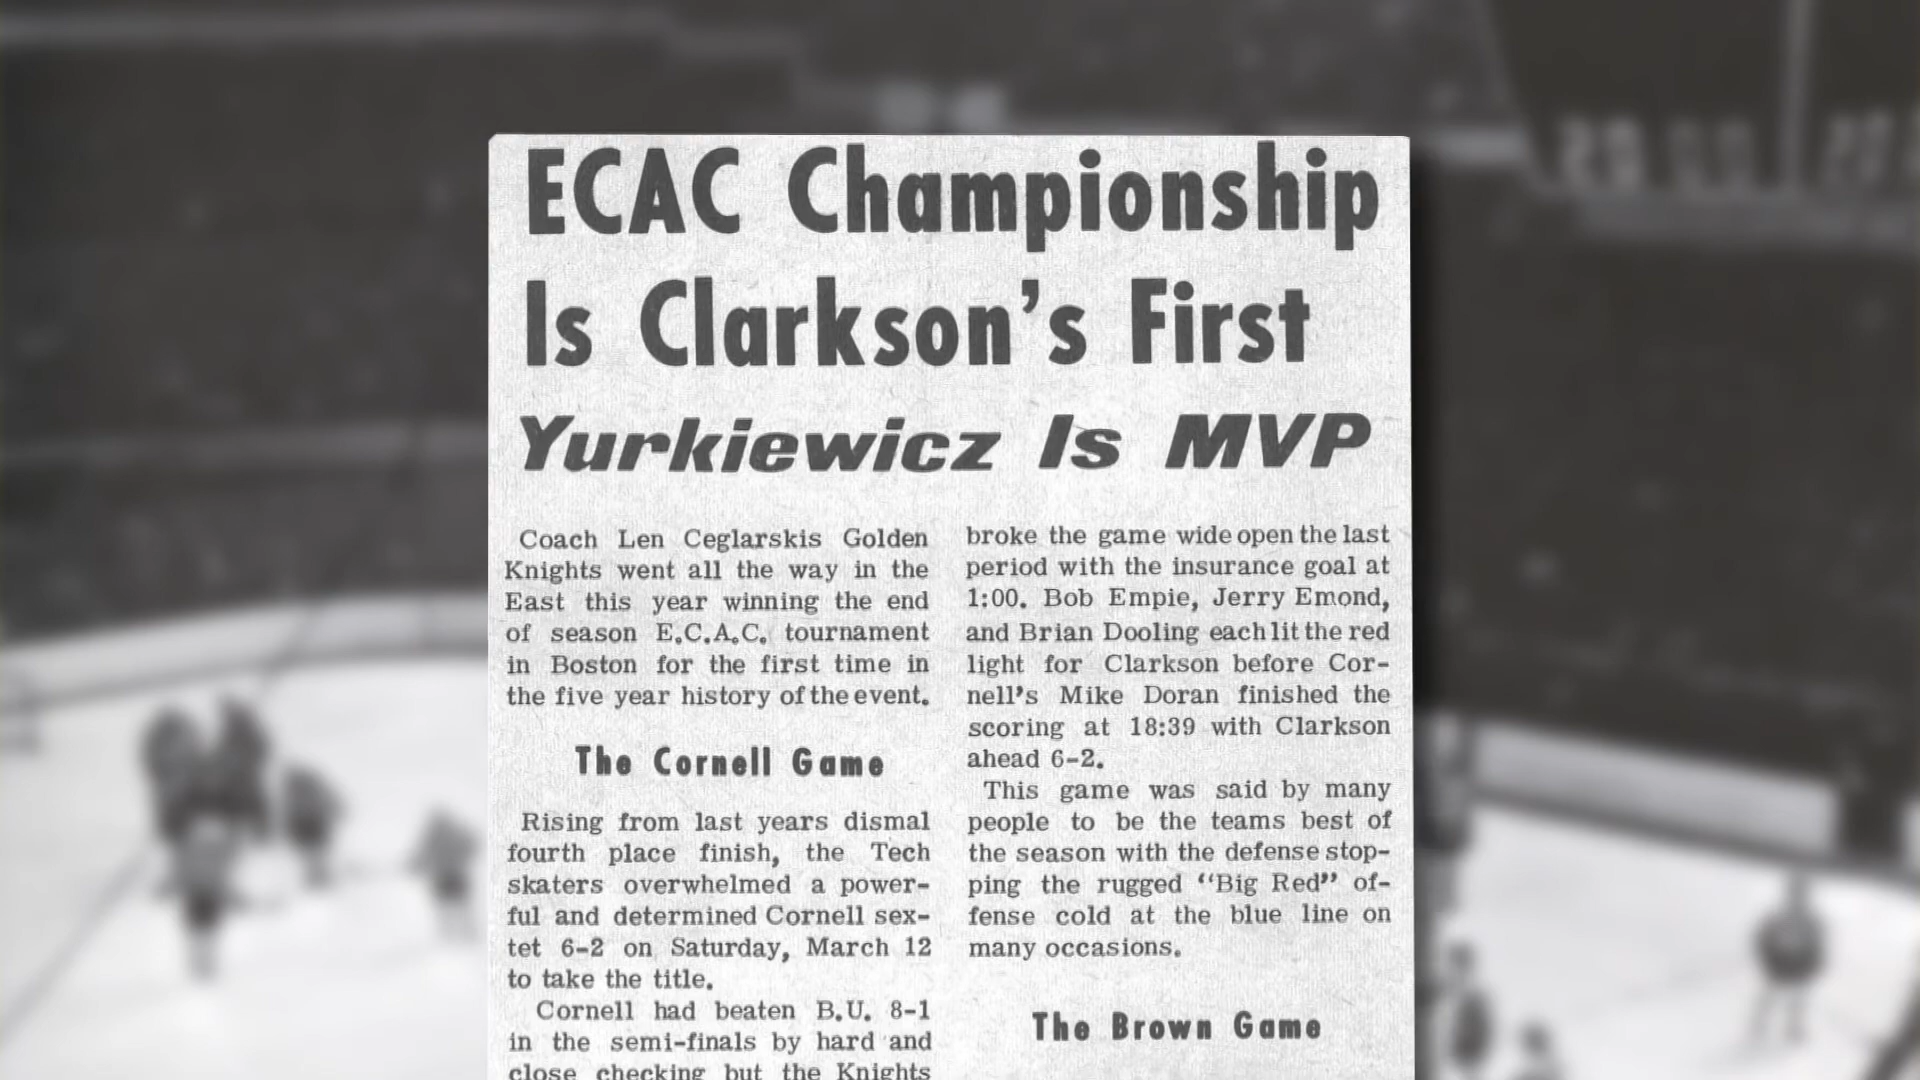 ECAC Championship
Is Clarkson's First
Yurkiewicz Is MVP
Coach Len Ceglarskis Golden
Knights went all the way in the
East this year winning the end
of season E.C.A.C. tournament
in Boston for the first time in
the five year history of the event.
The Cornell Game
Rising from last years dismal
fourth place finish, the Tech
skaters overwhelmed a power-
ful and determined Cornell sex-
tet 6-2 on Saturday, March 12
to take the title.
Cornell had beaten B.U. 8-1
in the semi-finals by hard and
close checking but the Knights
broke the game wide open the last
period with the insurance goal at
1:00. Bob Empie, Jerry Emond,
and Brian Dooling each lit the red
light for Clarkson before Cor-
nell's Mike Doran finished the
scoring at 18:39 with Clarkson
ahead 6-2.
This game was said by many
people to be the teams best of
the season with the defense stop-
ping the rugged "Big Red" of-
fense cold at the blue line on
many occasions.
The Brown Game